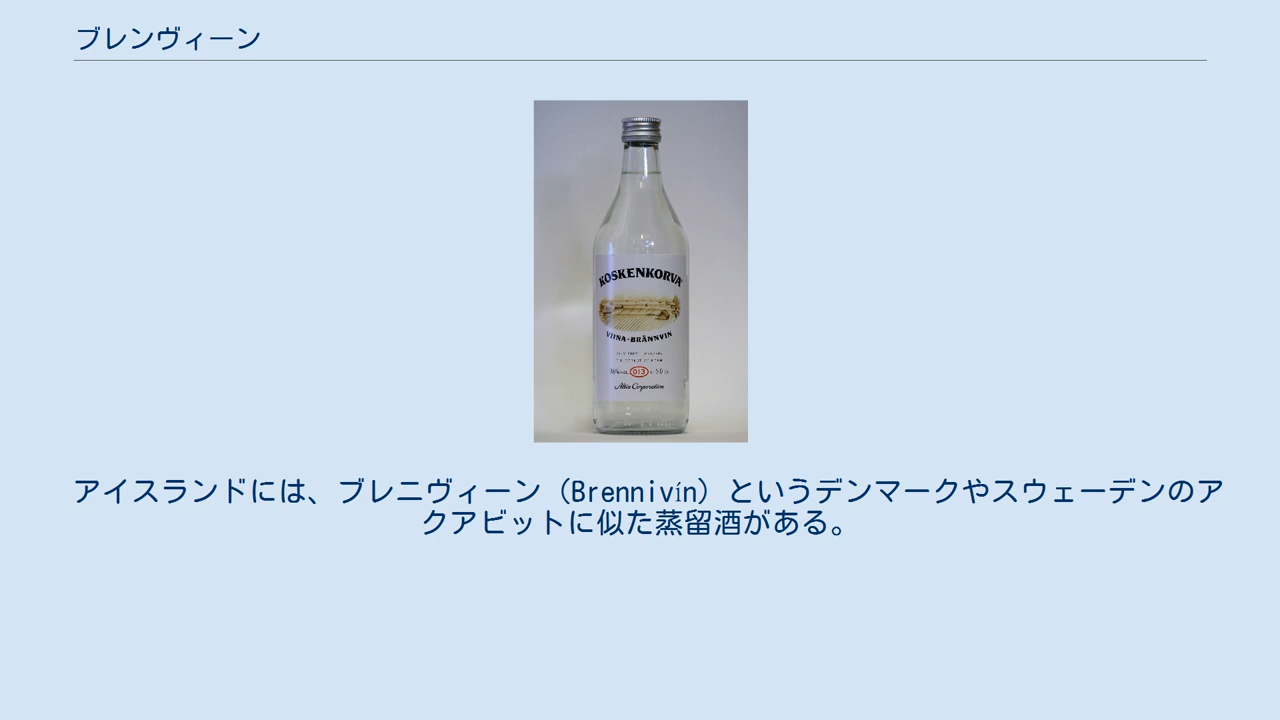 ブレンヴィーン
KOSKENKORVA
VIINA-BRÄNNVIN
013
Altia Corporation
アイスランドには、ブレニヴィーン（Brennivín）というデンマークやスウェーデンのア
クアビットに似た蒸留酒がある。